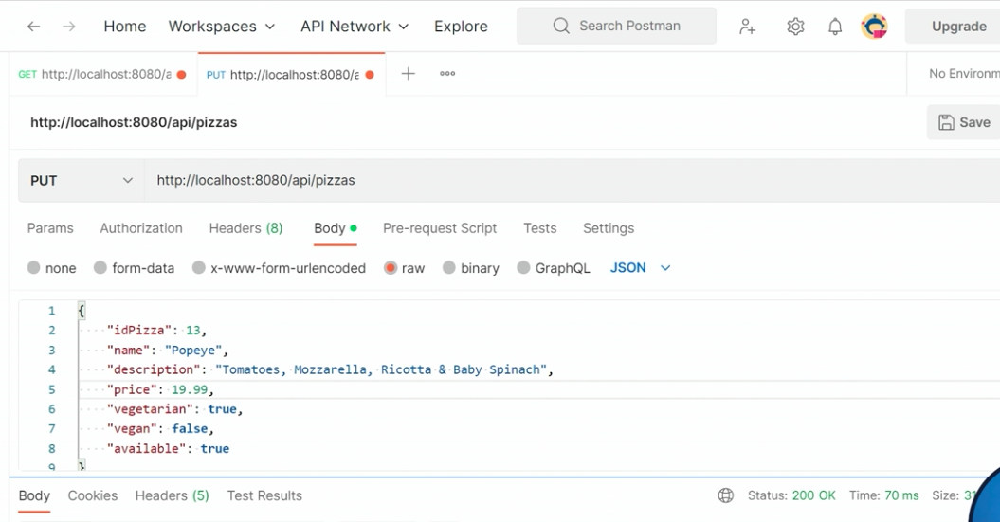 Home Workspaces API Network Explore Search Postman Upgrade
GET http://localhost:8080/a PUT http://localhost:8080/a No Environm
http://localhost:8080/api/pizzas Save
PUT http://localhost:8080/api/pizzas
Params Authorization Headers (8) Body Pre-request Script Tests Settings
none form-data x-www-form-urlencoded raw binary GraphQL JSON
1 {
2 "idPizza": 13,
3 "name": "Popeye",
4 "description": "Tomatoes, Mozzarella, Ricotta & Baby Spinach",
5 "price": 19.99,
6 "vegetarian": true,
7 "vegan": false,
8 "available": true
9 }
Body Cookies Headers (5) Test Results Status: 200 OK Time: 70 ms Size: 31